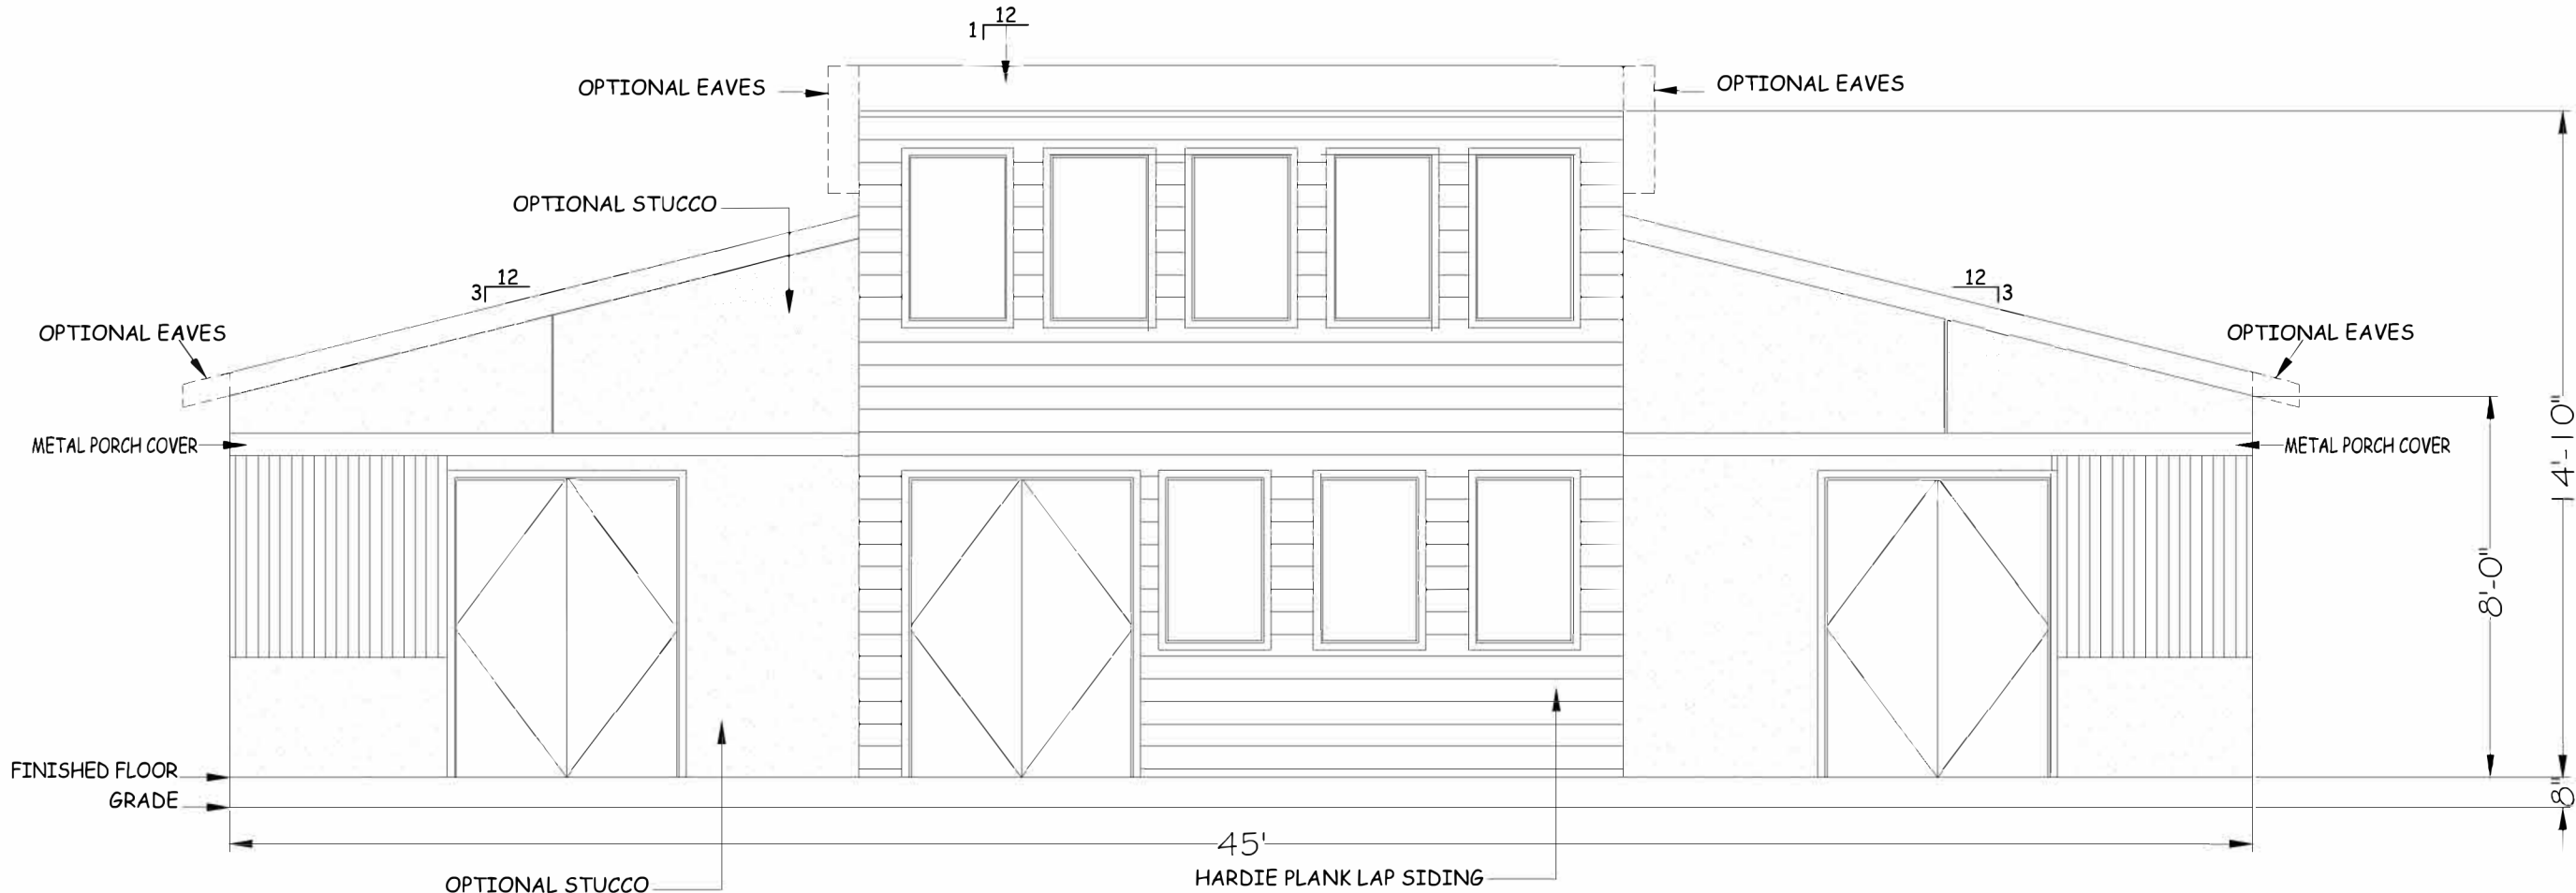 12
1
OPTIONAL EAVES
OPTIONAL EAVES
OPTIONAL STUCCO
12
3
12
3
OPTIONAL EAVES
OPTIONAL EAVES
METAL PORCH COVER
METAL PORCH COVER
14'-10"
8'-0"
FINISHED FLOOR
GRADE
8"
45'
OPTIONAL STUCCO
HARDIE PLANK LAP SIDING